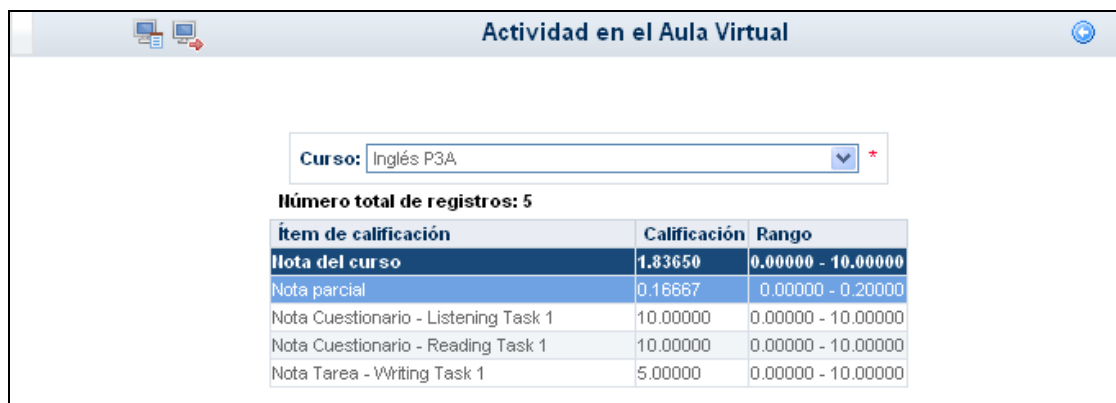 Actividad en el Aula Virtual
Curso: Inglés P3A *
Número total de registros: 5
Ítem de calificación Calificación Rango
Nota del curso 1.83650 0.00000 - 10.00000
Nota parcial 0.16667 0.00000 - 0.20000
Nota Cuestionario - Listening Task 1 10.00000 0.00000 - 10.00000
Nota Cuestionario - Reading Task 1 10.00000 0.00000 - 10.00000
Nota Tarea - Writing Task 1 5.00000 0.00000 - 10.00000